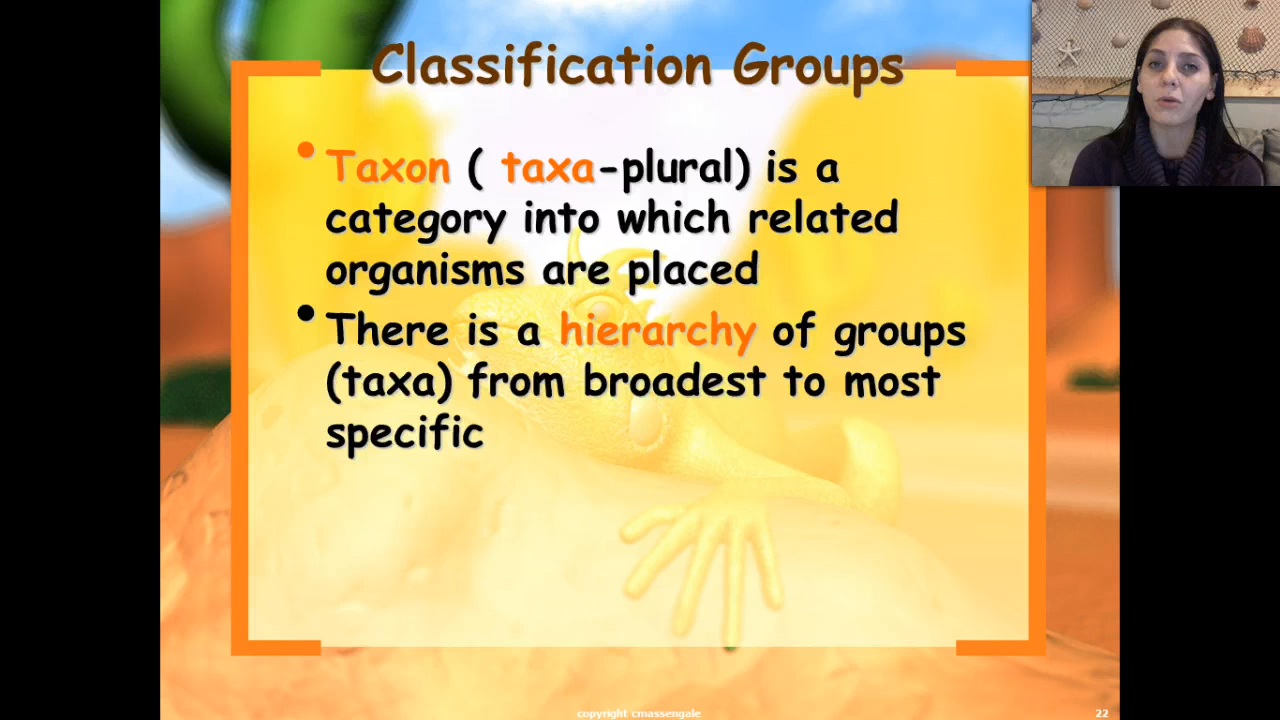 Classification Groups
• Taxon ( taxa-plural) is a
category into which related
organisms are placed
• There is a hierarchy of groups
(taxa) from broadest to most
specific
copyright cmassengale
22